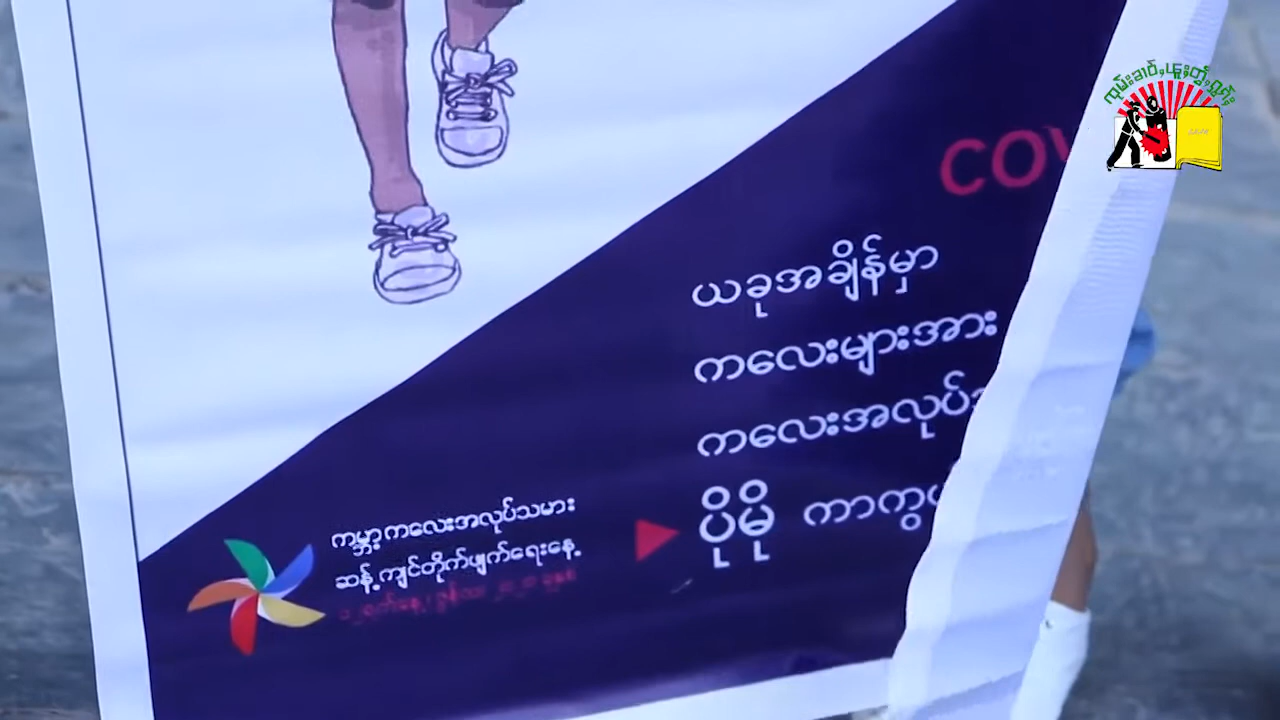 COV
ယခုအချိန်မှာ
ကလေးများအား
ကလေးအလုပ်
ပိုမို ကာကွ
ကမ္ဘာ့ကလေးအလုပ်သမား
ဆန့်ကျင်တိုက်ဖျက်ရေးနေ့